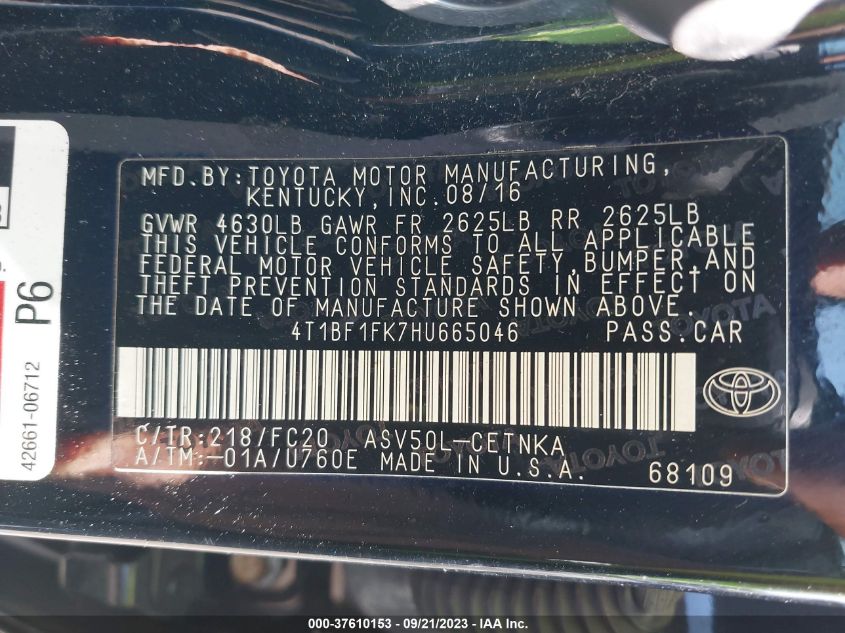 MFD.BY:TOYOTA MOTOR MANUFACTURING,
KENTUCKY,INC.08/16
GVWR 4630LB GAWR FR 2625LB RR 2625LB
THIS VEHICLE CONFORMS TO ALL APPLICABLE
FEDERAL MOTOR VEHICLE SAFETY,BUMPER,AND
THEFT PREVENTION STANDARDS IN EFFECT ON
THE DATE OF MANUFACTURE SHOWN ABOVE.
4T1BF1FK7HU665046 PASS.CAR
C/TR:218/FC20 ASV50L-CETNKA
A/TM:-01A/U760E MADE IN U.S.A.
68109
P6
42661-06712
TOYOTA
000-37610153 - 09/21/2023 - IAA Inc.